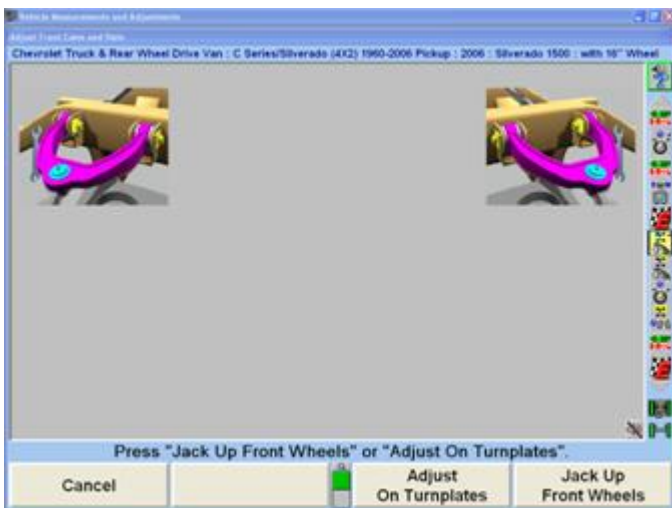 Vehicle Measurements and Adjustments
Adjust Front Cams and Slots
Chevrolet Truck & Rear Wheel Drive Van : C Series/Silverado (4X2) 1960-2006 Pickup : 2006 : Silverado 1500 : with 16" Wheel
Press "Jack Up Front Wheels" or "Adjust On Turnplates".
Cancel
Adjust
On Turnplates
Jack Up
Front Wheels